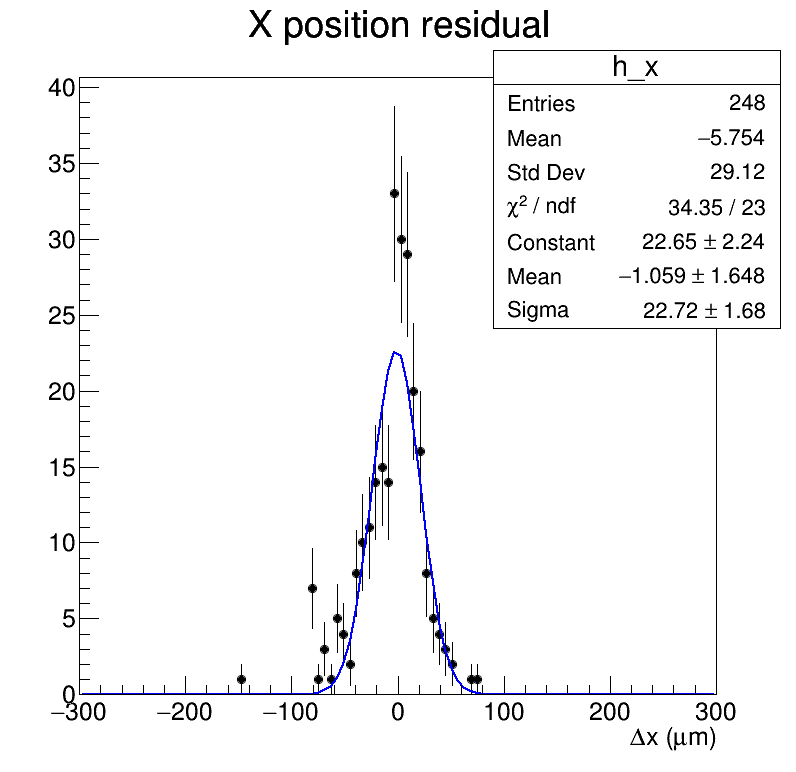 X position residual
h_x
Entries 248
Mean −5.754
Std Dev 29.12
χ² / ndf 34.35 / 23
Constant 22.65 ± 2.24
Mean −1.059 ± 1.648
Sigma 22.72 ± 1.68
40
35
30
25
20
15
10
5
0
−300 −200 −100 0 100 200 300
Δx (μm)